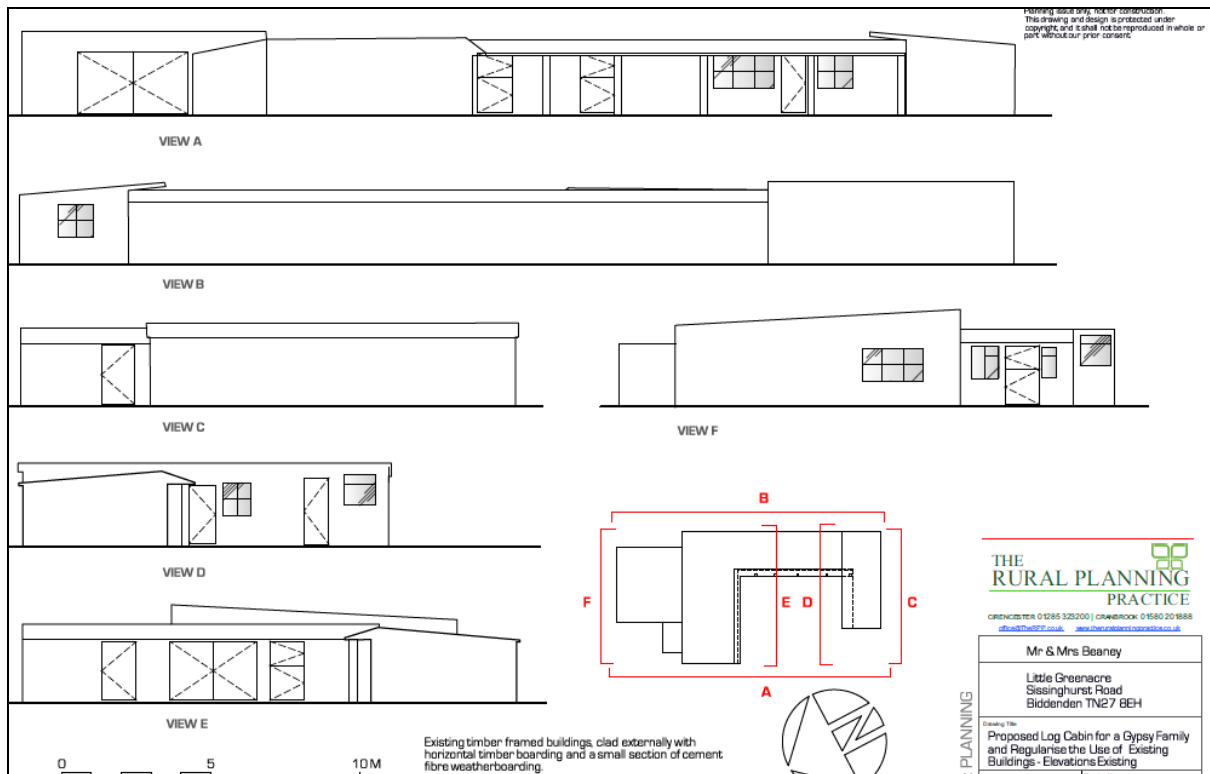 Planning issue only, not for construction.
This drawing and design is protected under
copyright, and it shall not be reproduced in whole or
part without our prior consent
VIEW A
VIEW B
VIEW C
VIEW F
VIEW D
B
F
E
D
C
A
N
VIEW E
THE
RURAL PLANNING
PRACTICE
CIRENCESTER 01285 323200 | CRANBROOK 01580 201888
office@TheRPP.co.uk www.theruralplanningpractice.co.uk
Mr & Mrs Beaney
Little Greenacre
Sissinghurst Road
Biddenden TN27 8EH
Drawing Title
Proposed Log Cabin for a Gypsy Family
and Regularise the Use of Existing
Buildings - Elevations Existing
PLANNING
Existing timber framed buildings, clad externally with
horizontal timber boarding and a small section of cement
fibre weatherboarding.
0 5 10M